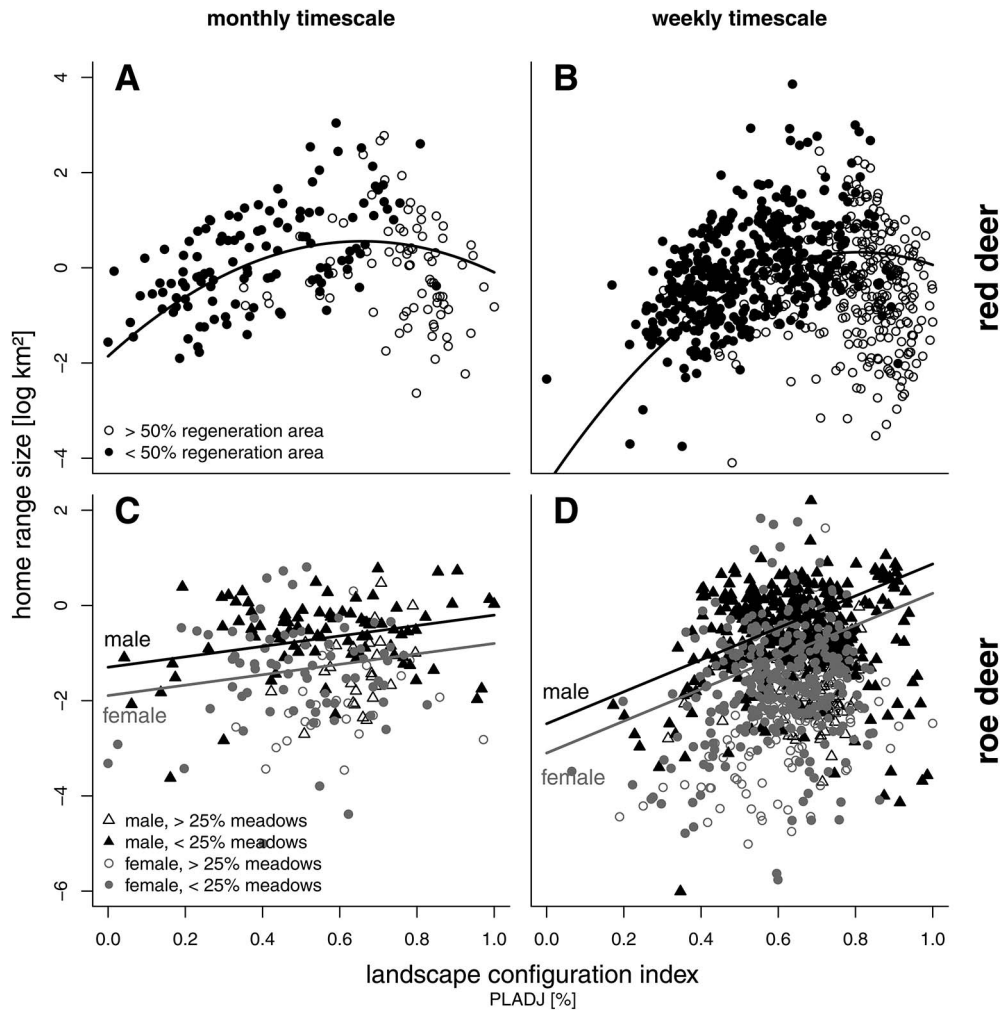 monthly timescale
weekly timescale
A
B
4
2
0
−2
−4
> 50% regeneration area
< 50% regeneration area
red deer
home range size [log km²]
C
D
2
0
−2
−4
−6
male
female
male
female
male, > 25% meadows
male, < 25% meadows
female, > 25% meadows
female, < 25% meadows
roe deer
0.0 0.2 0.4 0.6 0.8 1.0
0.0 0.2 0.4 0.6 0.8 1.0
landscape configuration index
PLADJ [%]